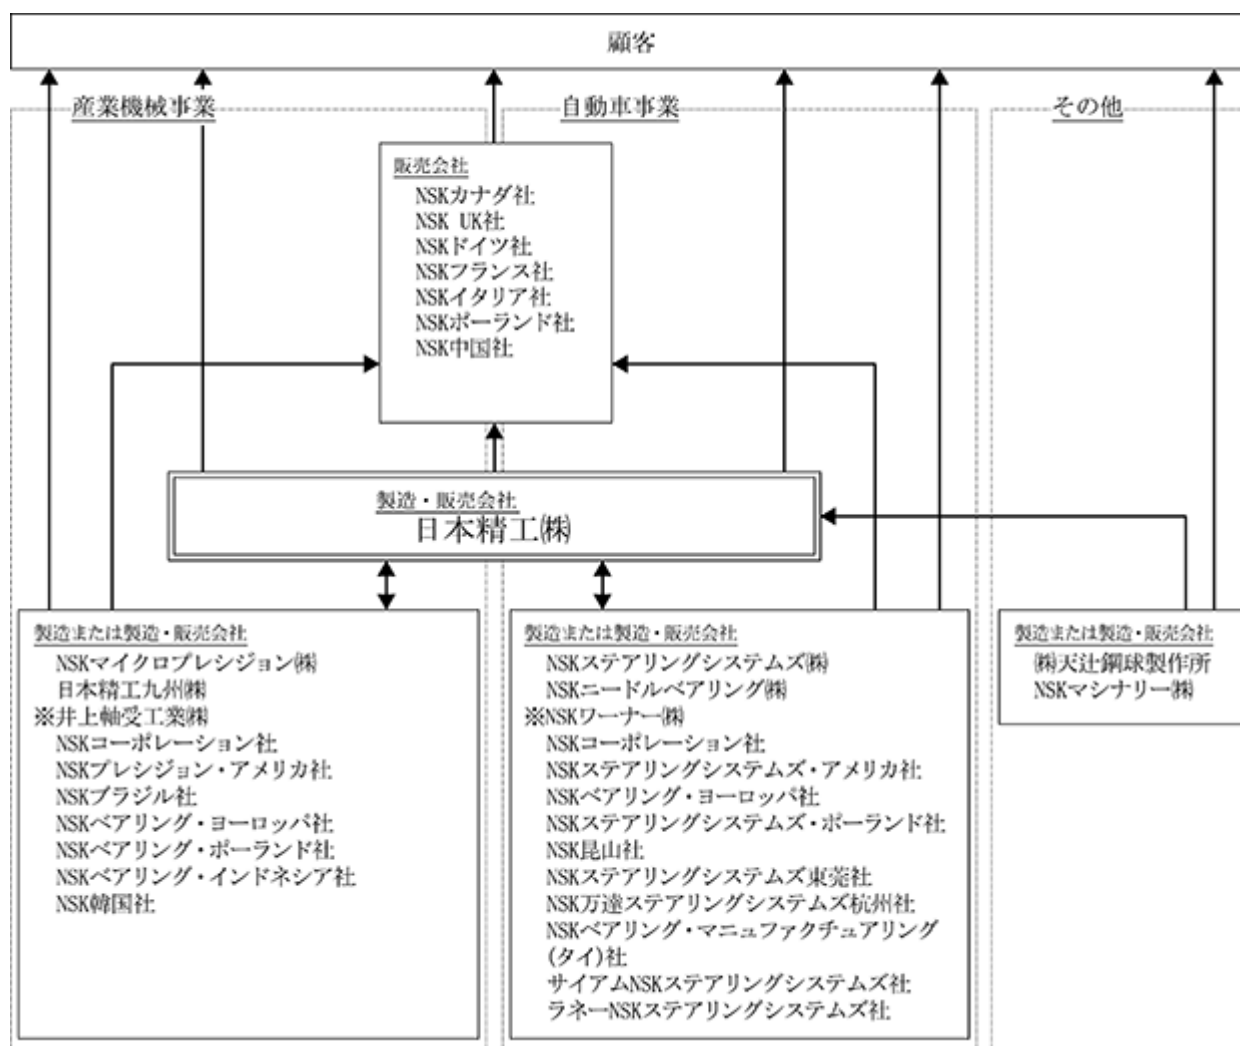 顧客
産業機械事業
自動車事業
その他
販売会社
NSKカナダ社
NSK UK社
NSKドイツ社
NSKフランス社
NSKイタリア社
NSKポーランド社
NSK中国社
製造・販売会社
日本精工㈱
製造または製造・販売会社
NSKマイクロプレシジョン㈱
日本精工九州㈱
※井上軸受工業㈱
NSKコーポレーション社
NSKプレシジョン・アメリカ社
NSKブラジル社
NSKベアリング・ヨーロッパ社
NSKベアリング・ポーランド社
NSKベアリング・インドネシア社
NSK韓国社
製造または製造・販売会社
NSKステアリングシステムズ㈱
NSKニードルベアリング㈱
※NSKワーナー㈱
NSKコーポレーション社
NSKステアリングシステムズ・アメリカ社
NSKベアリング・ヨーロッパ社
NSKステアリングシステムズ・ポーランド社
NSK昆山社
NSKステアリングシステムズ東莞社
NSK万達ステアリングシステムズ杭州社
NSKベアリング・マニュファクチュアリング
(タイ)社
サイアムNSKステアリングシステムズ社
ラネーNSKステアリングシステムズ社
製造または製造・販売会社
㈱天辻鋼球製作所
NSKマシナリー㈱